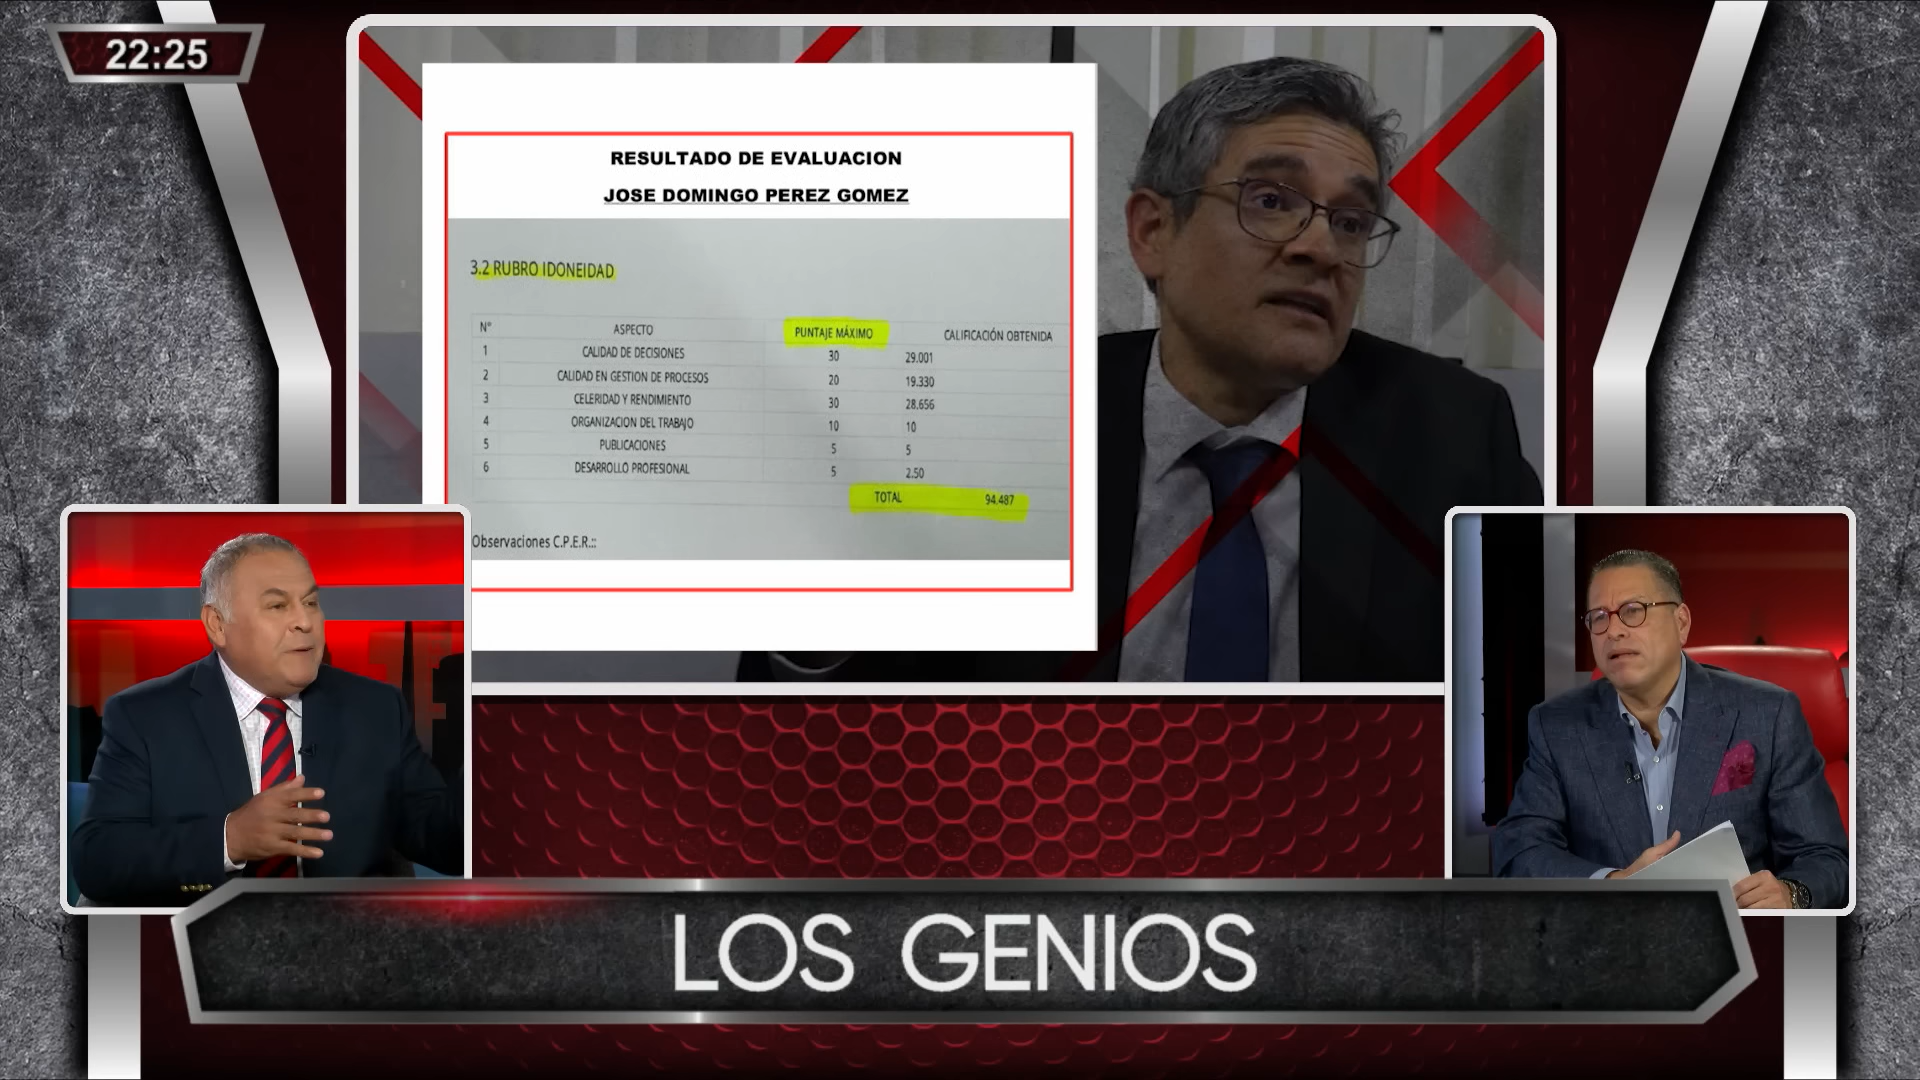 22:25
RESULTADO DE EVALUACION
JOSE DOMINGO PEREZ GOMEZ
3.2 RUBRO IDONEIDAD
N° ASPECTO PUNTAJE MÁXIMO CALIFICACIÓN OBTENIDA
1 CALIDAD DE DECISIONES 30 29.001
2 CALIDAD EN GESTION DE PROCESOS 20 19.330
3 CELERIDAD Y RENDIMIENTO 30 28.656
4 ORGANIZACION DEL TRABAJO 10 10
5 PUBLICACIONES 5 5
6 DESARROLLO PROFESIONAL 5 2.50
TOTAL 94.487
Observaciones C.P.E.R.::
LOS GENIOS